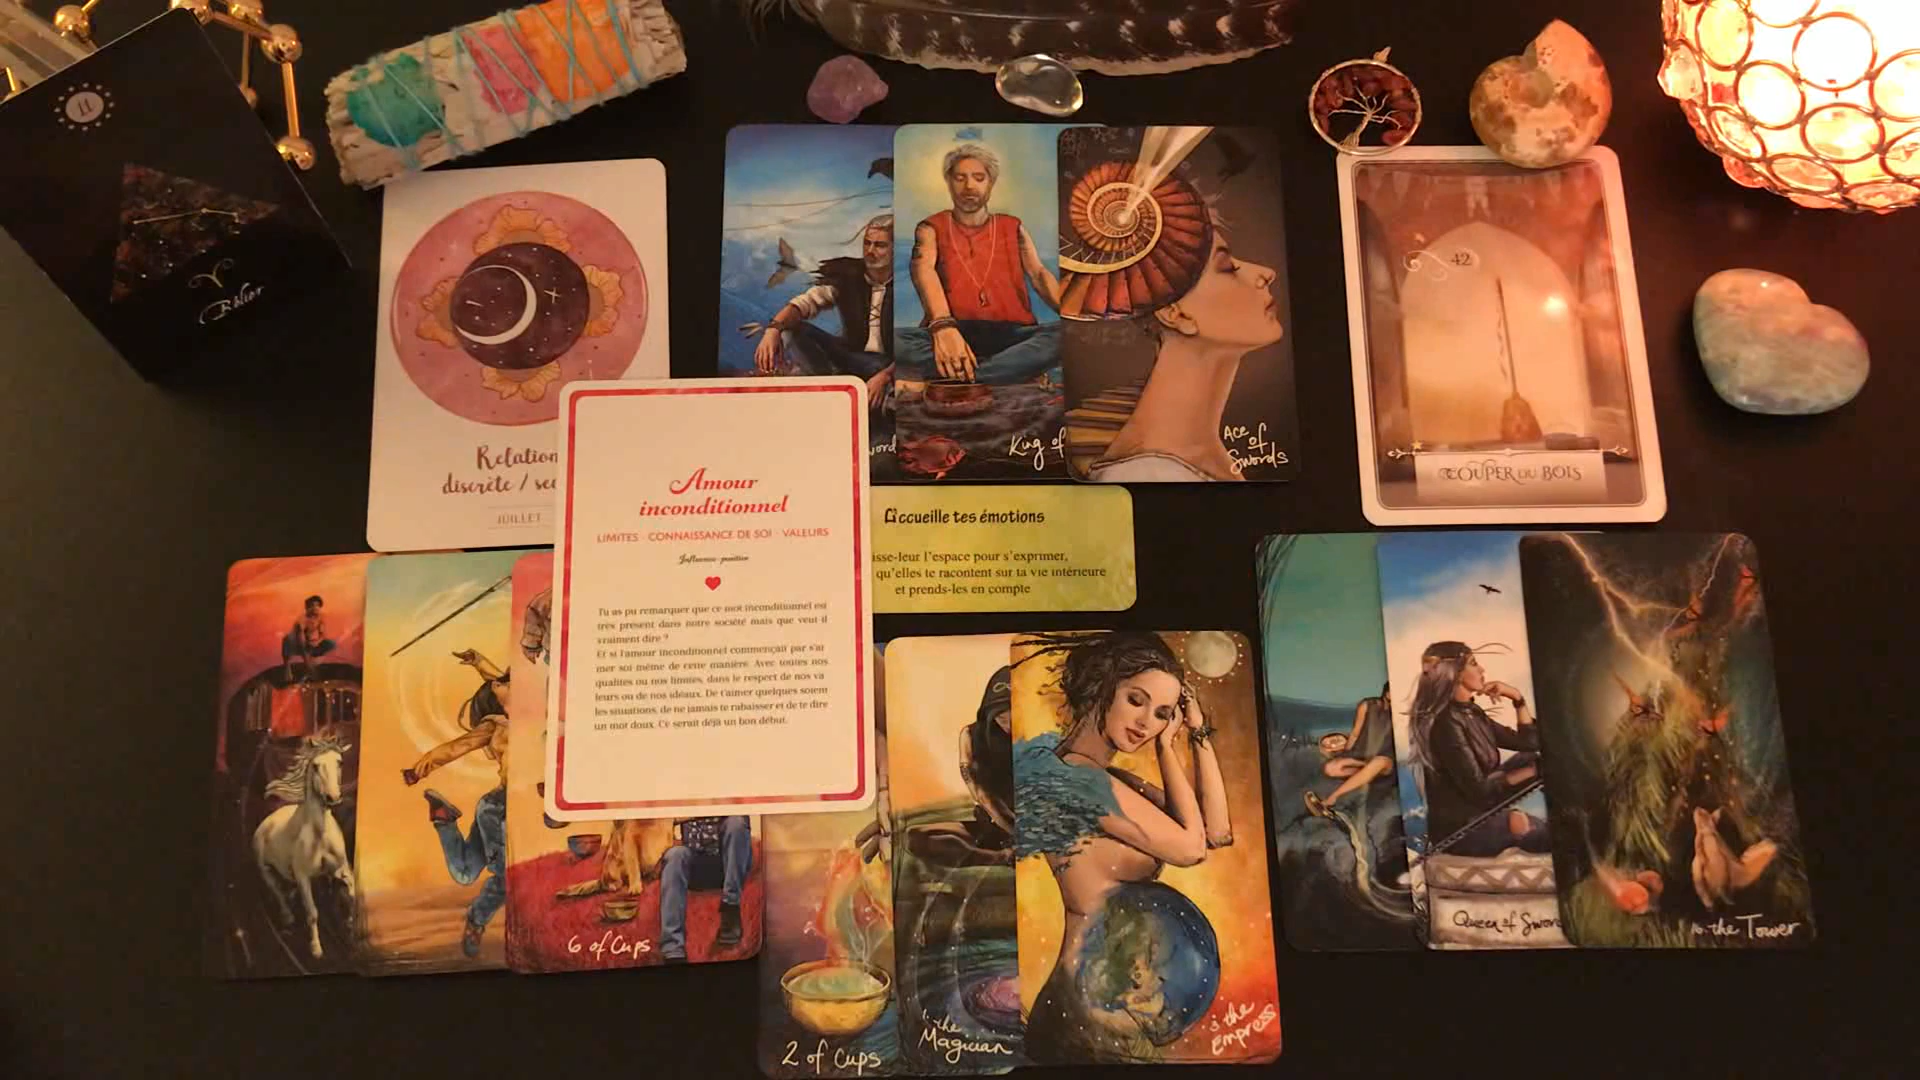 11
Bélier
Relation
discrète /
JUILLET
King of
Ace
of
Swords
42
COUPER DU BOIS
Amour
inconditionnel
LIMITES · CONNAISSANCE DE SOI · VALEURS
Influence positive
Tu as pu remarquer que ce mot inconditionnel est
très présent dans notre société mais que veut il
vraiment dire ?
Et si l'amour inconditionnel commençait par s'ai
mer soi même de cette manière. Avec toutes nos
qualités ou nos limites, dans le respect de nos va
leurs ou de nos idéaux. De t'aimer quelques soient
les situations, de ne jamais te rabaisser et de te dire
un mot doux. Ce serait déjà un bon début.
Accueille tes émotions
isse-leur l'espace pour s'exprimer,
qu'elles te racontent sur ta vie intérieure
et prends-les en compte
6 of Cups
2 of Cups
1. the
Magician
3 the
Empress
Queen of Sword
16. the Tower